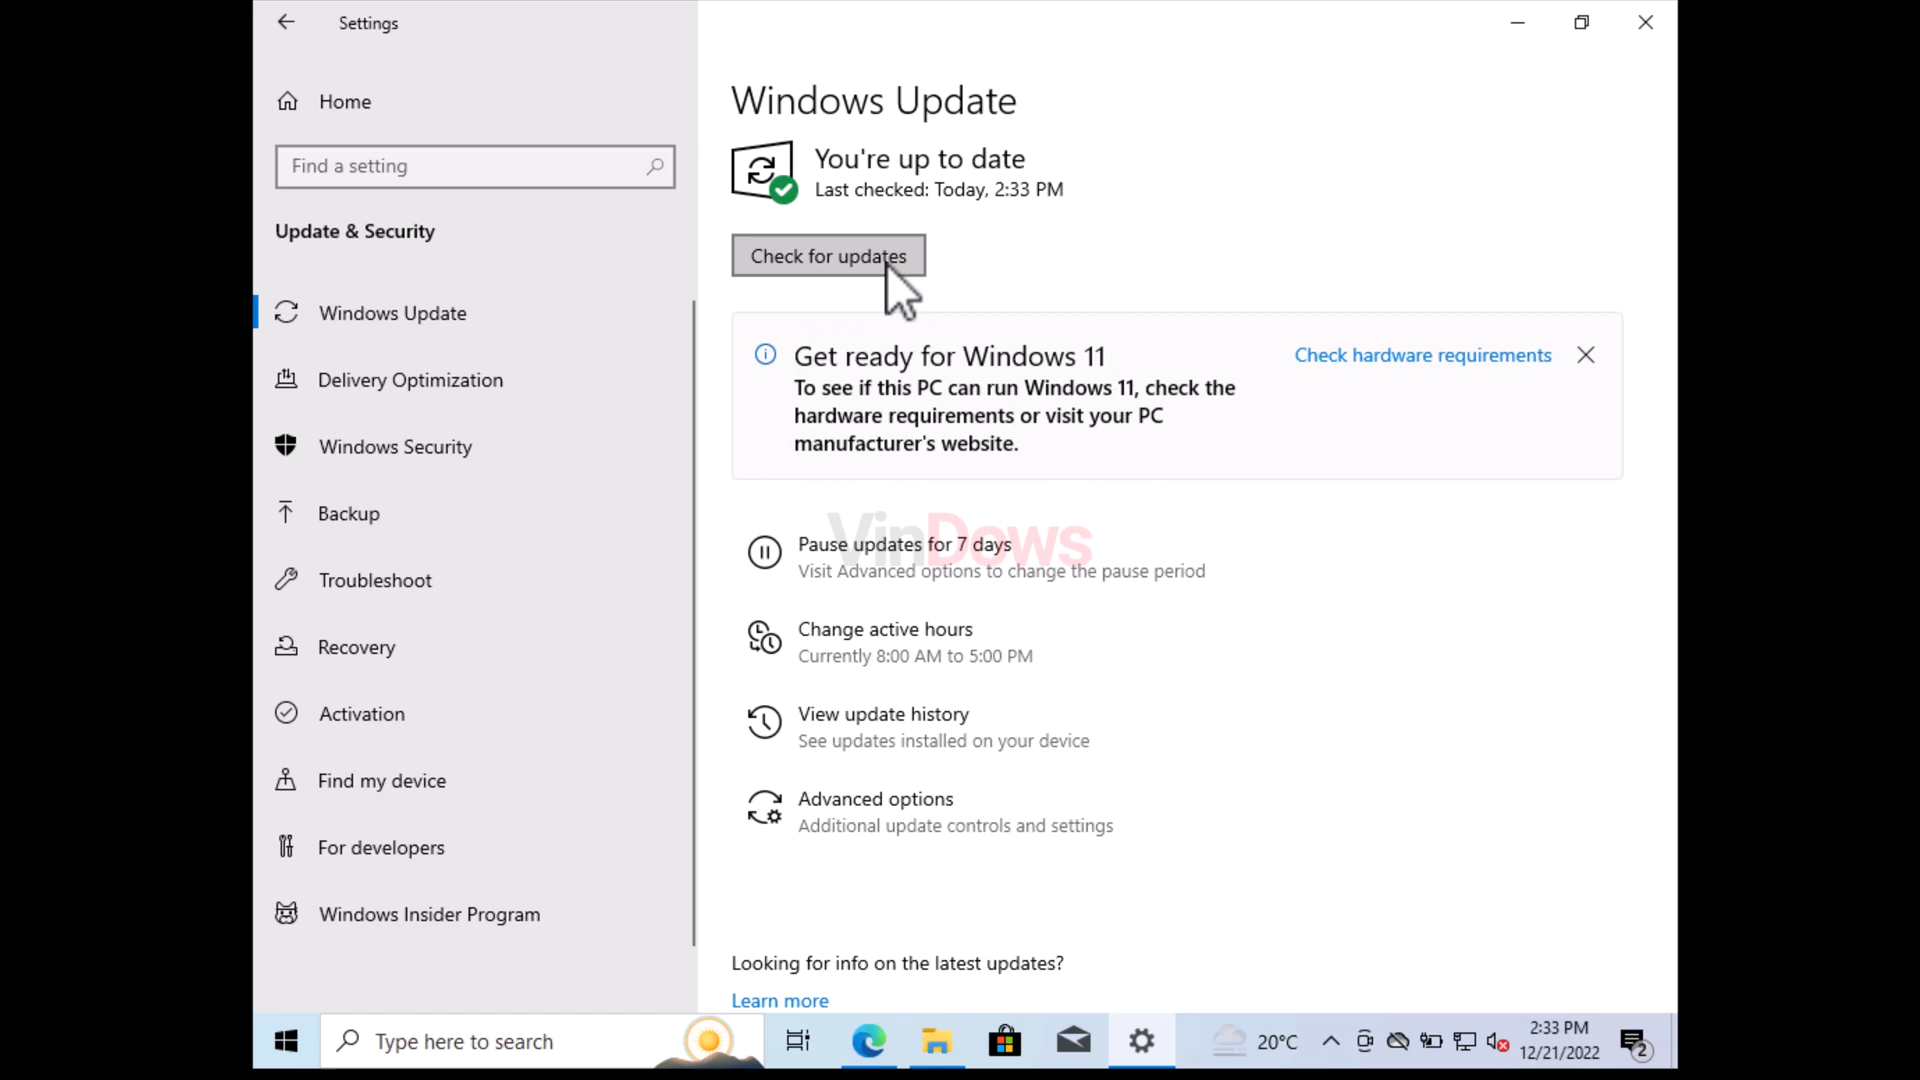 Settings
Home
Find a setting
Update & Security
Windows Update
Delivery Optimization
Windows Security
Backup
Troubleshoot
Recovery
Activation
Find my device
For developers
Windows Insider Program
Windows Update
You're up to date
Last checked: Today, 2:33 PM
Check for updates
Get ready for Windows 11
Check hardware requirements
To see if this PC can run Windows 11, check the
hardware requirements or visit your PC
manufacturer's website.
VinDows
Pause updates for 7 days
Visit Advanced options to change the pause period
Change active hours
Currently 8:00 AM to 5:00 PM
View update history
See updates installed on your device
Advanced options
Additional update controls and settings
Looking for info on the latest updates?
Learn more
Type here to search
20°C
2:33 PM
12/21/2022
2